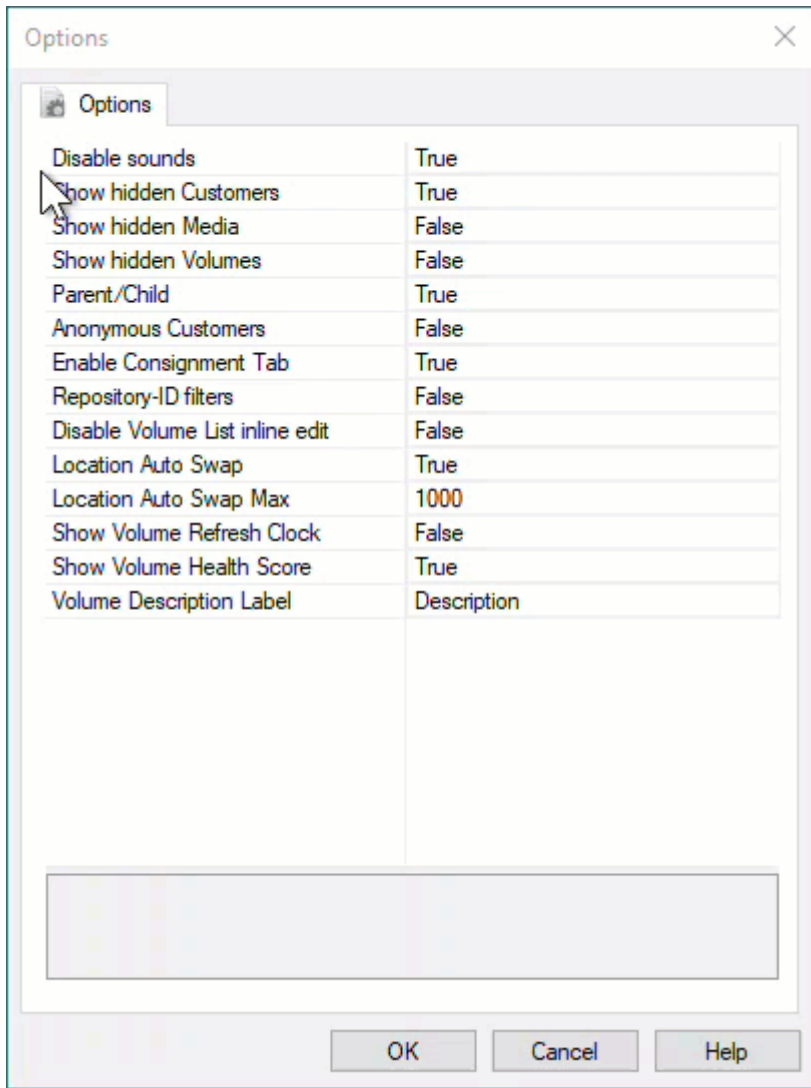 Options
Options
Disable sounds True
Show hidden Customers True
Show hidden Media False
Show hidden Volumes False
Parent/Child True
Anonymous Customers False
Enable Consignment Tab True
Repository-ID filters False
Disable Volume List inline edit False
Location Auto Swap True
Location Auto Swap Max 1000
Show Volume Refresh Clock False
Show Volume Health Score True
Volume Description Label Description
OK Cancel Help